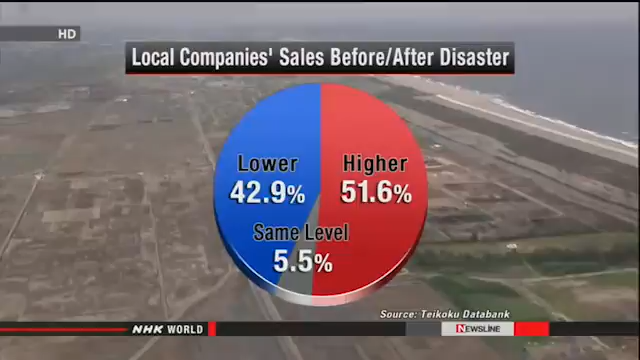 HD
Local Companies' Sales Before/After Disaster
Lower
42.9%
Higher
51.6%
Same Level
5.5%
Source: Teikoku Databank
NHK WORLD
NEWSLINE